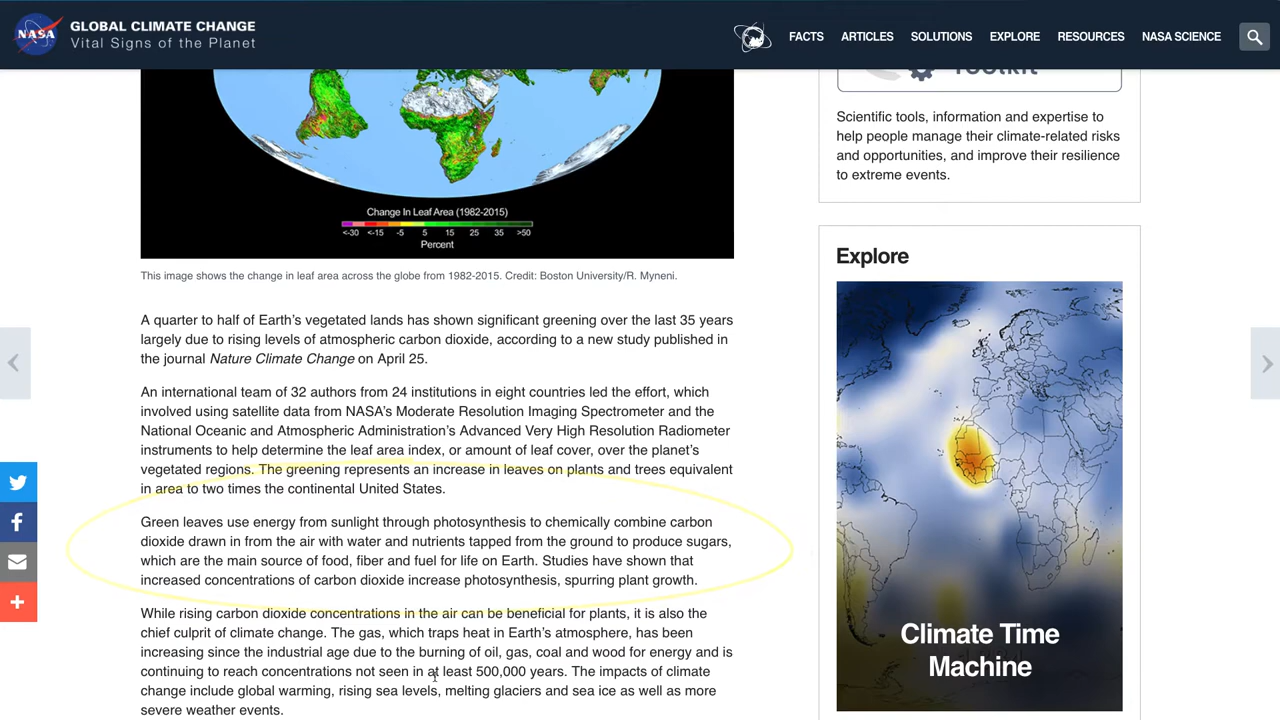 NASA
GLOBAL CLIMATE CHANGE
Vital Signs of the Planet
FACTS
ARTICLES
SOLUTIONS
EXPLORE
RESOURCES
NASA SCIENCE
Toolkit
Scientific tools, information and expertise to
help people manage their climate-related risks
and opportunities, and improve their resilience
to extreme events.
Change In Leaf Area (1982-2015)
<-30 <-15 -5 5 15 25 35 >50
Percent
This image shows the change in leaf area across the globe from 1982-2015. Credit: Boston University/R. Myneni.
A quarter to half of Earth’s vegetated lands has shown significant greening over the last 35 years
largely due to rising levels of atmospheric carbon dioxide, according to a new study published in
the journal Nature Climate Change on April 25.
An international team of 32 authors from 24 institutions in eight countries led the effort, which
involved using satellite data from NASA’s Moderate Resolution Imaging Spectrometer and the
National Oceanic and Atmospheric Administration’s Advanced Very High Resolution Radiometer
instruments to help determine the leaf area index, or amount of leaf cover, over the planet’s
vegetated regions. The greening represents an increase in leaves on plants and trees equivalent
in area to two times the continental United States.
Green leaves use energy from sunlight through photosynthesis to chemically combine carbon
dioxide drawn in from the air with water and nutrients tapped from the ground to produce sugars,
which are the main source of food, fiber and fuel for life on Earth. Studies have shown that
increased concentrations of carbon dioxide increase photosynthesis, spurring plant growth.
While rising carbon dioxide concentrations in the air can be beneficial for plants, it is also the
chief culprit of climate change. The gas, which traps heat in Earth’s atmosphere, has been
increasing since the industrial age due to the burning of oil, gas, coal and wood for energy and is
continuing to reach concentrations not seen in at least 500,000 years. The impacts of climate
change include global warming, rising sea levels, melting glaciers and sea ice as well as more
severe weather events.
Explore
Climate Time
Machine